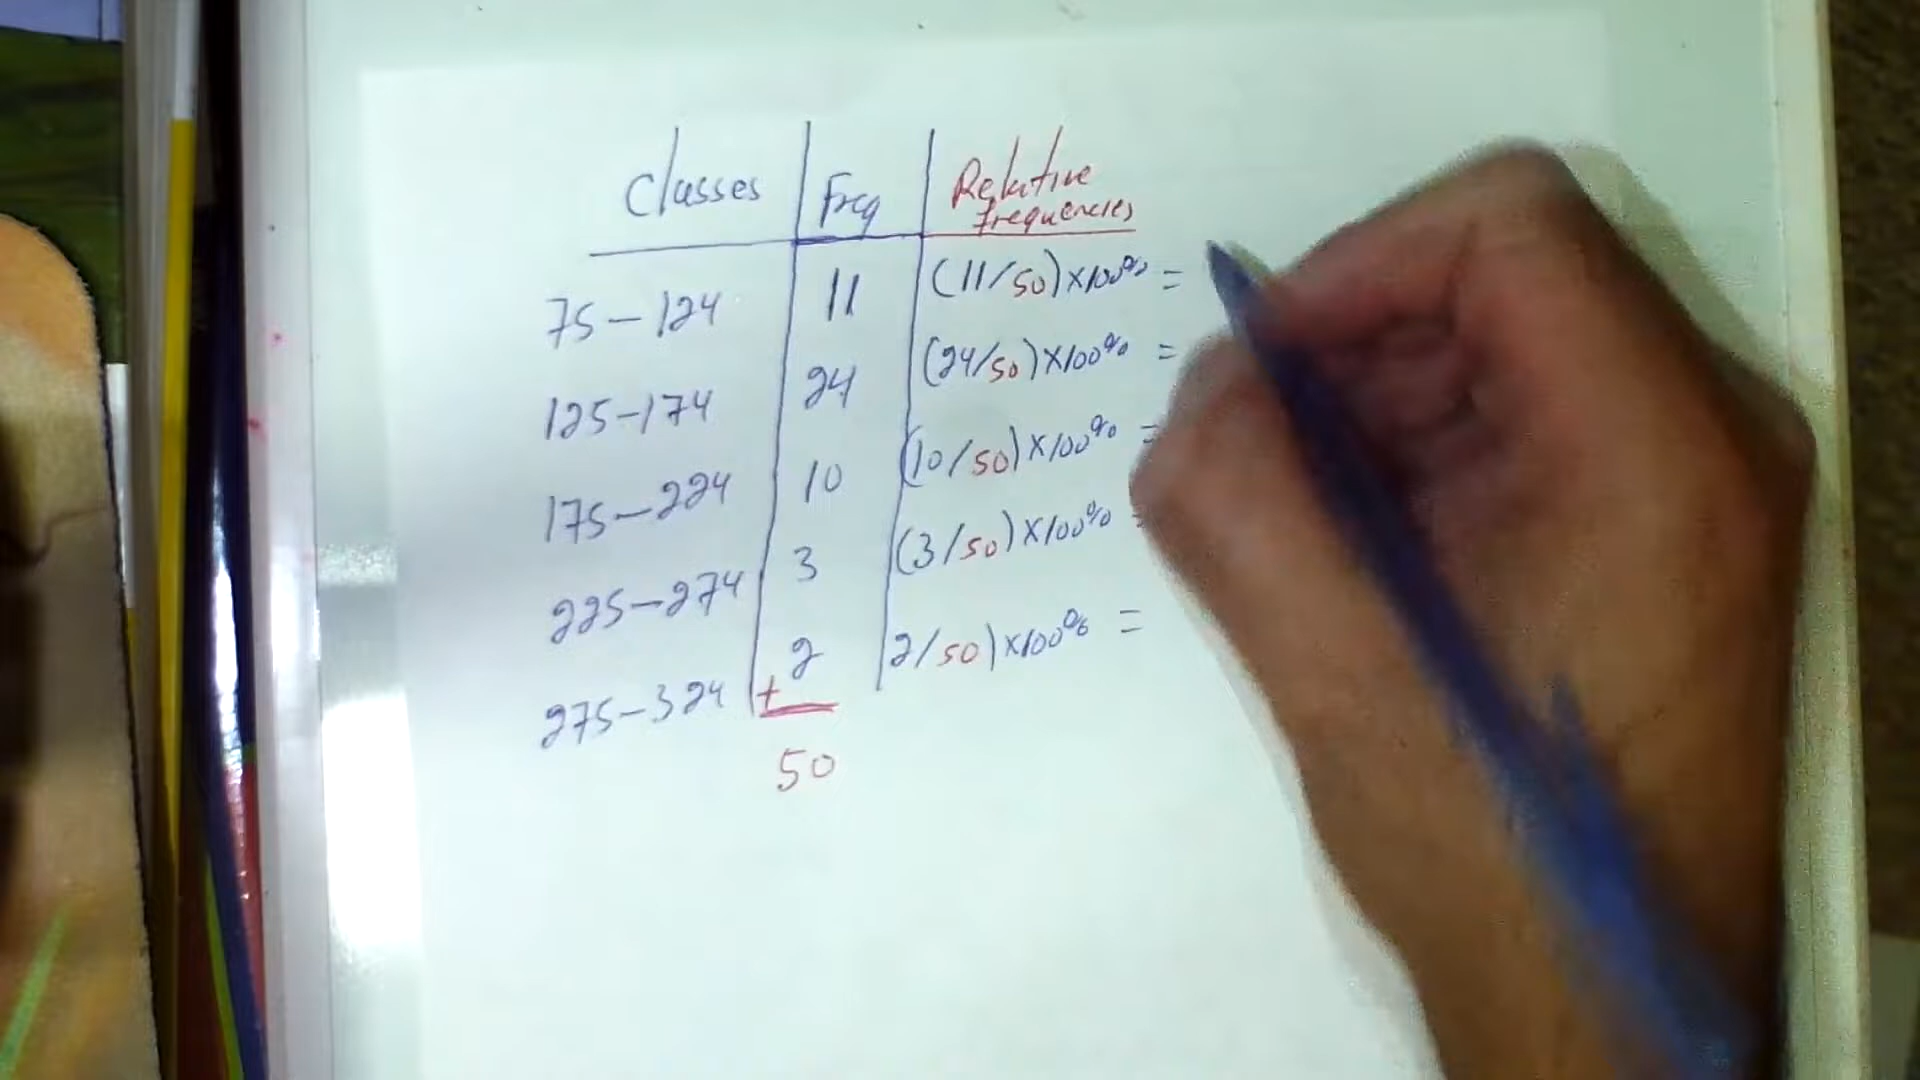 Classes Freq Relative
frequencies
75-124 11 (11/50)×100% =
125-174 24 (24/50)×100% =
175-224 10 (10/50)×100% =
225-274 3 (3/50)×100% =
275-324 2 2/50)×100% =
+
50